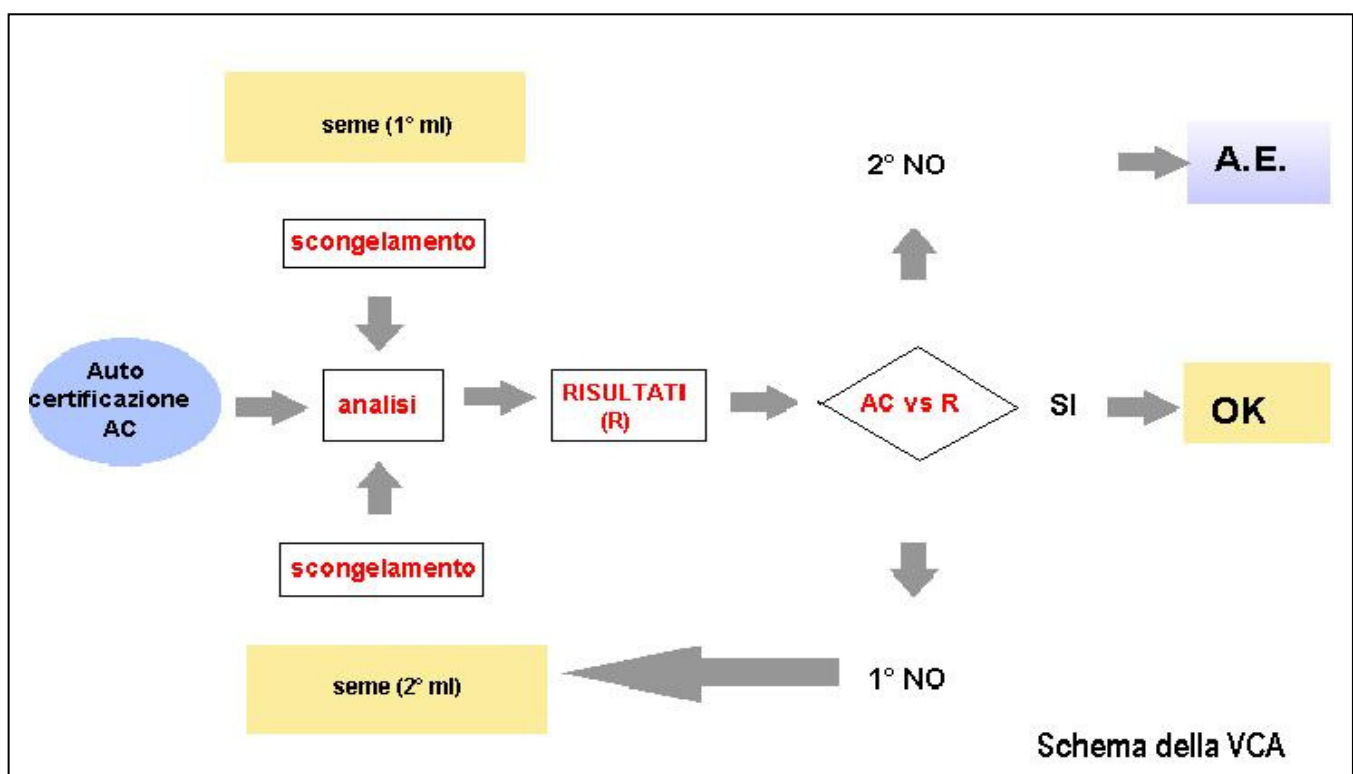 seme (1° ml)
2° NO
A.E.
scongelamento
Auto
certificazione
AC
analisi
RISULTATI
(R)
AC vs R
SI
OK
scongelamento
seme (2° ml)
1° NO
Schema della VCA